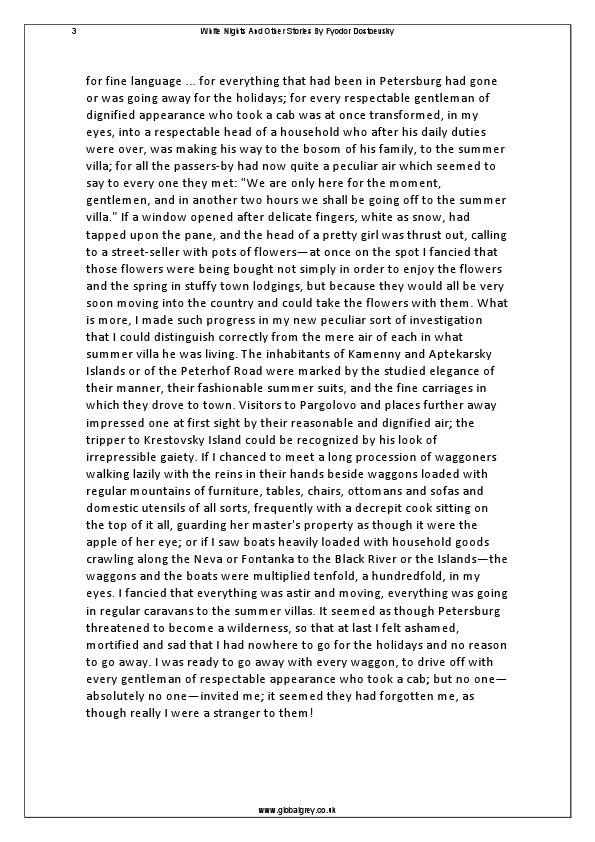 3 White Nights And Other Stories By Fyodor Dostoevsky
for fine language ... for everything that had been in Petersburg had gone
or was going away for the holidays; for every respectable gentleman of
dignified appearance who took a cab was at once transformed, in my
eyes, into a respectable head of a household who after his daily duties
were over, was making his way to the bosom of his family, to the summer
villa; for all the passers-by had now quite a peculiar air which seemed to
say to every one they met: "We are only here for the moment,
gentlemen, and in another two hours we shall be going off to the summer
villa." If a window opened after delicate fingers, white as snow, had
tapped upon the pane, and the head of a pretty girl was thrust out, calling
to a street-seller with pots of flowers—at once on the spot I fancied that
those flowers were being bought not simply in order to enjoy the flowers
and the spring in stuffy town lodgings, but because they would all be very
soon moving into the country and could take the flowers with them. What
is more, I made such progress in my new peculiar sort of investigation
that I could distinguish correctly from the mere air of each in what
summer villa he was living. The inhabitants of Kamenny and Aptekarsky
Islands or of the Peterhof Road were marked by the studied elegance of
their manner, their fashionable summer suits, and the fine carriages in
which they drove to town. Visitors to Pargolovo and places further away
impressed one at first sight by their reasonable and dignified air; the
tripper to Krestovsky Island could be recognized by his look of
irrepressible gaiety. If I chanced to meet a long procession of waggoners
walking lazily with the reins in their hands beside waggons loaded with
regular mountains of furniture, tables, chairs, ottomans and sofas and
domestic utensils of all sorts, frequently with a decrepit cook sitting on
the top of it all, guarding her master's property as though it were the
apple of her eye; or if I saw boats heavily loaded with household goods
crawling along the Neva or Fontanka to the Black River or the Islands—the
waggons and the boats were multiplied tenfold, a hundredfold, in my
eyes. I fancied that everything was astir and moving, everything was going
in regular caravans to the summer villas. It seemed as though Petersburg
threatened to become a wilderness, so that at last I felt ashamed,
mortified and sad that I had nowhere to go for the holidays and no reason
to go away. I was ready to go away with every waggon, to drive off with
every gentleman of respectable appearance who took a cab; but no one—
absolutely no one—invited me; it seemed they had forgotten me, as
though really I were a stranger to them!
www.globalgrey.co.uk